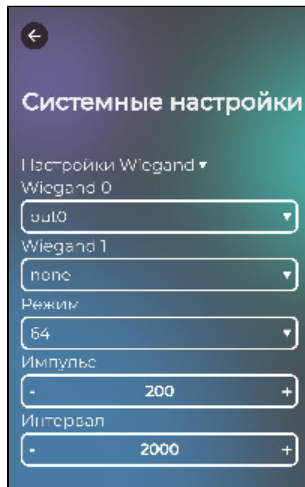 Системные настройки
Настройки Wiegand ▾
Wiegand 0
out0
Wiegand 1
none
Режим
64
Импульс
- 200 +
Интервал
- 2000 +